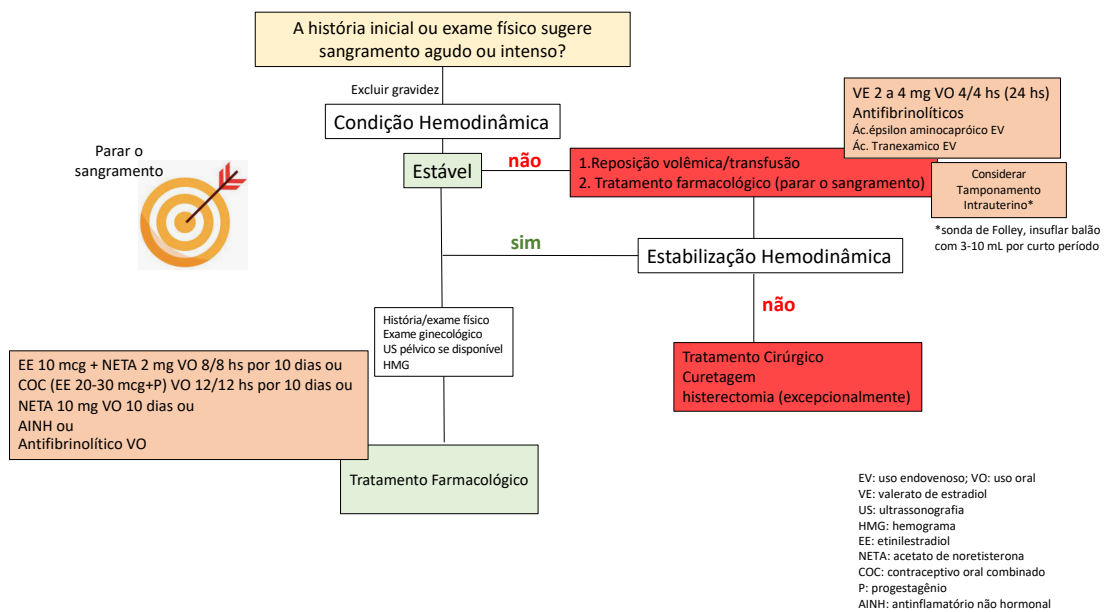 A história inicial ou exame físico sugere
sangramento agudo ou intenso?
Excluir gravidez
Condição Hemodinâmica
VE 2 a 4 mg VO 4/4 hs (24 hs)
Antifibrinolíticos
Ác.épsilon aminocapróico EV
Ác. Tranexamico EV
Parar o
sangramento
Estável
não
1.Reposição volêmica/transfusão
2. Tratamento farmacológico (parar o sangramento)
Considerar
Tamponamento
Intrauterino*
*sonda de Folley, insuflar balão
com 3-10 mL por curto período
sim
Estabilização Hemodinâmica
não
História/exame físico
Exame ginecológico
US pélvico se disponível
HMG
Tratamento Cirúrgico
Curetagem
histerectomia (excepcionalmente)
EE 10 mcg + NETA 2 mg VO 8/8 hs por 10 dias ou
COC (EE 20-30 mcg+P) VO 12/12 hs por 10 dias ou
NETA 10 mg VO 10 dias ou
AINH ou
Antifibrinolítico VO
Tratamento Farmacológico
EV: uso endovenoso; VO: uso oral
VE: valerato de estradiol
US: ultrassonografia
HMG: hemograma
EE: etinilestradiol
NETA: acetato de noretisterona
COC: contraceptivo oral combinado
P: progestagênio
AINH: antinflamatório não hormonal